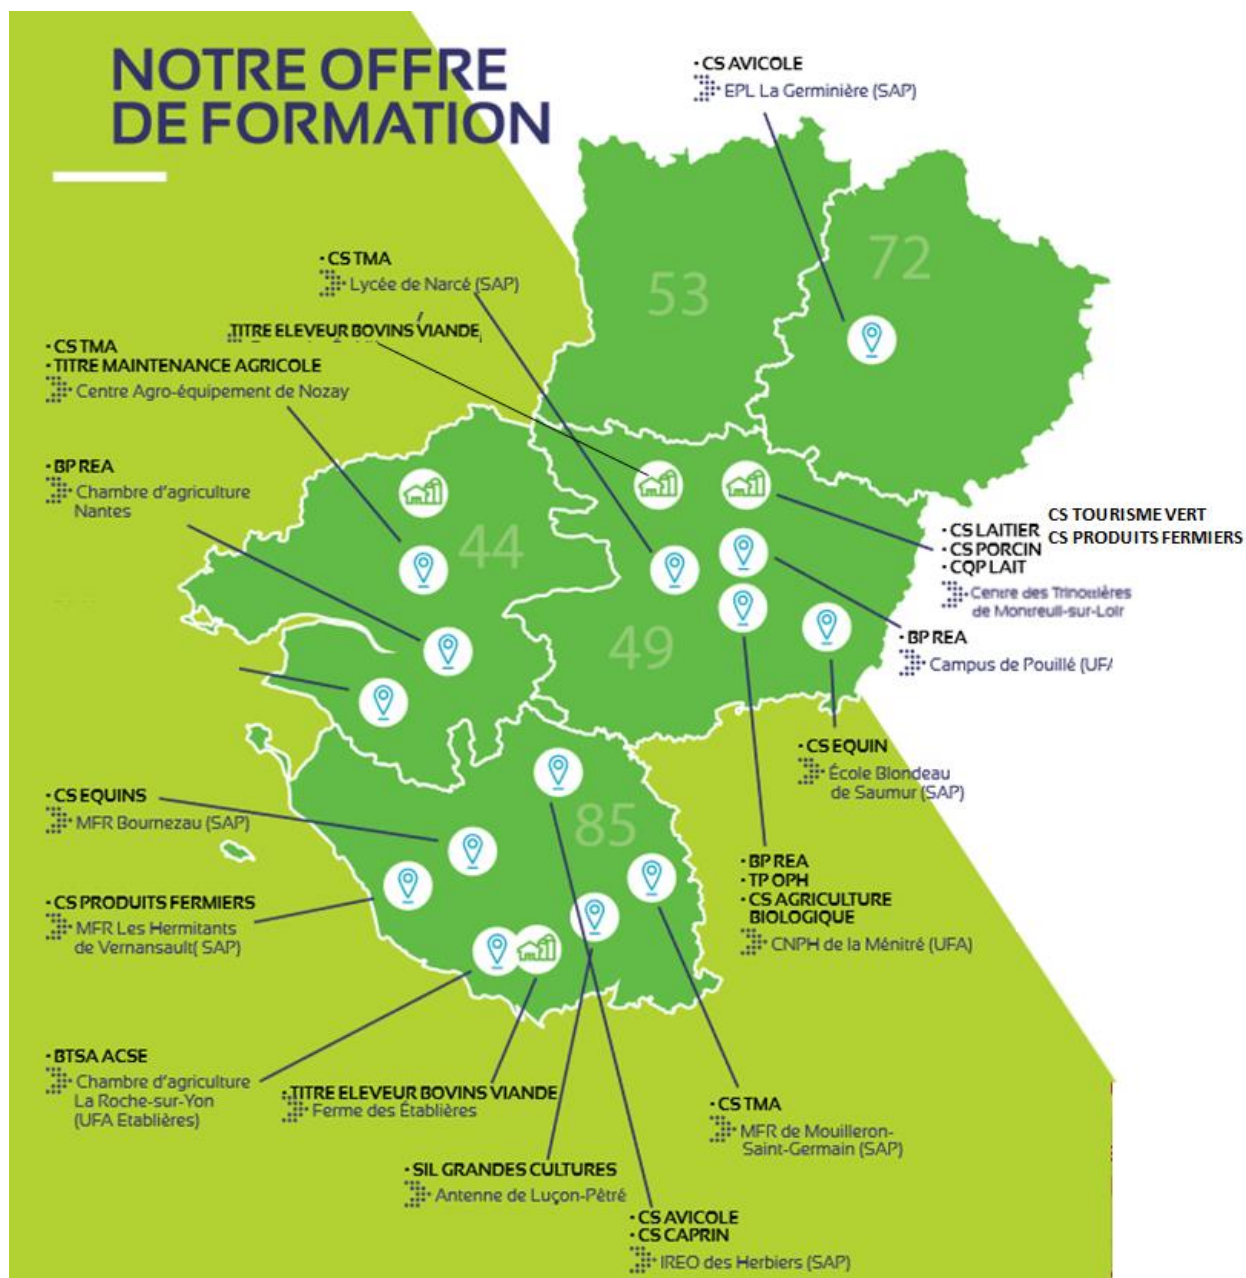 NOTRE OFFRE
DE FORMATION
• CS AVICOLE
EPL La Germinière (SAP)
53
72
• CS TMA
Lycée de Narcé (SAP)
TITRE ELEVEUR BOVINS VIANDE
• CS TMA
• TITRE MAINTENANCE AGRICOLE
Centre Agro-équipement de Nozay
• BP REA
Chambre d'agriculture
Nantes
44
49
CS TOURISME VERT
CS PRODUITS FERMIERS
• CS LAITIER
• CS PORCIN
• CQP LAIT
Centre des Trinottières
de Montreuil-sur-Loir
• BP REA
Campus de Pouillé (UFA
• CS EQUIN
École Blondeau
de Saumur (SAP)
85
• CS EQUINS
MFR Bournezau (SAP)
• CS PRODUITS FERMIERS
MFR Les Hermitants
de Vernansault( SAP)
• BP REA
• TP OPH
• CS AGRICULTURE
BIOLOGIQUE
CNPH de la Ménitré (UFA)
• BTSA ACSE
Chambre d'agriculture
La Roche-sur-Yon
(UFA Etablières)
• TITRE ELEVEUR BOVINS VIANDE
Ferme des Établières
• CS TMA
MFR de Mouilleron-
Saint-Germain (SAP)
• SIL GRANDES CULTURES
Antenne de Luçon-Pétré
• CS AVICOLE
• CS CAPRIN
IREO des Herbiers (SAP)